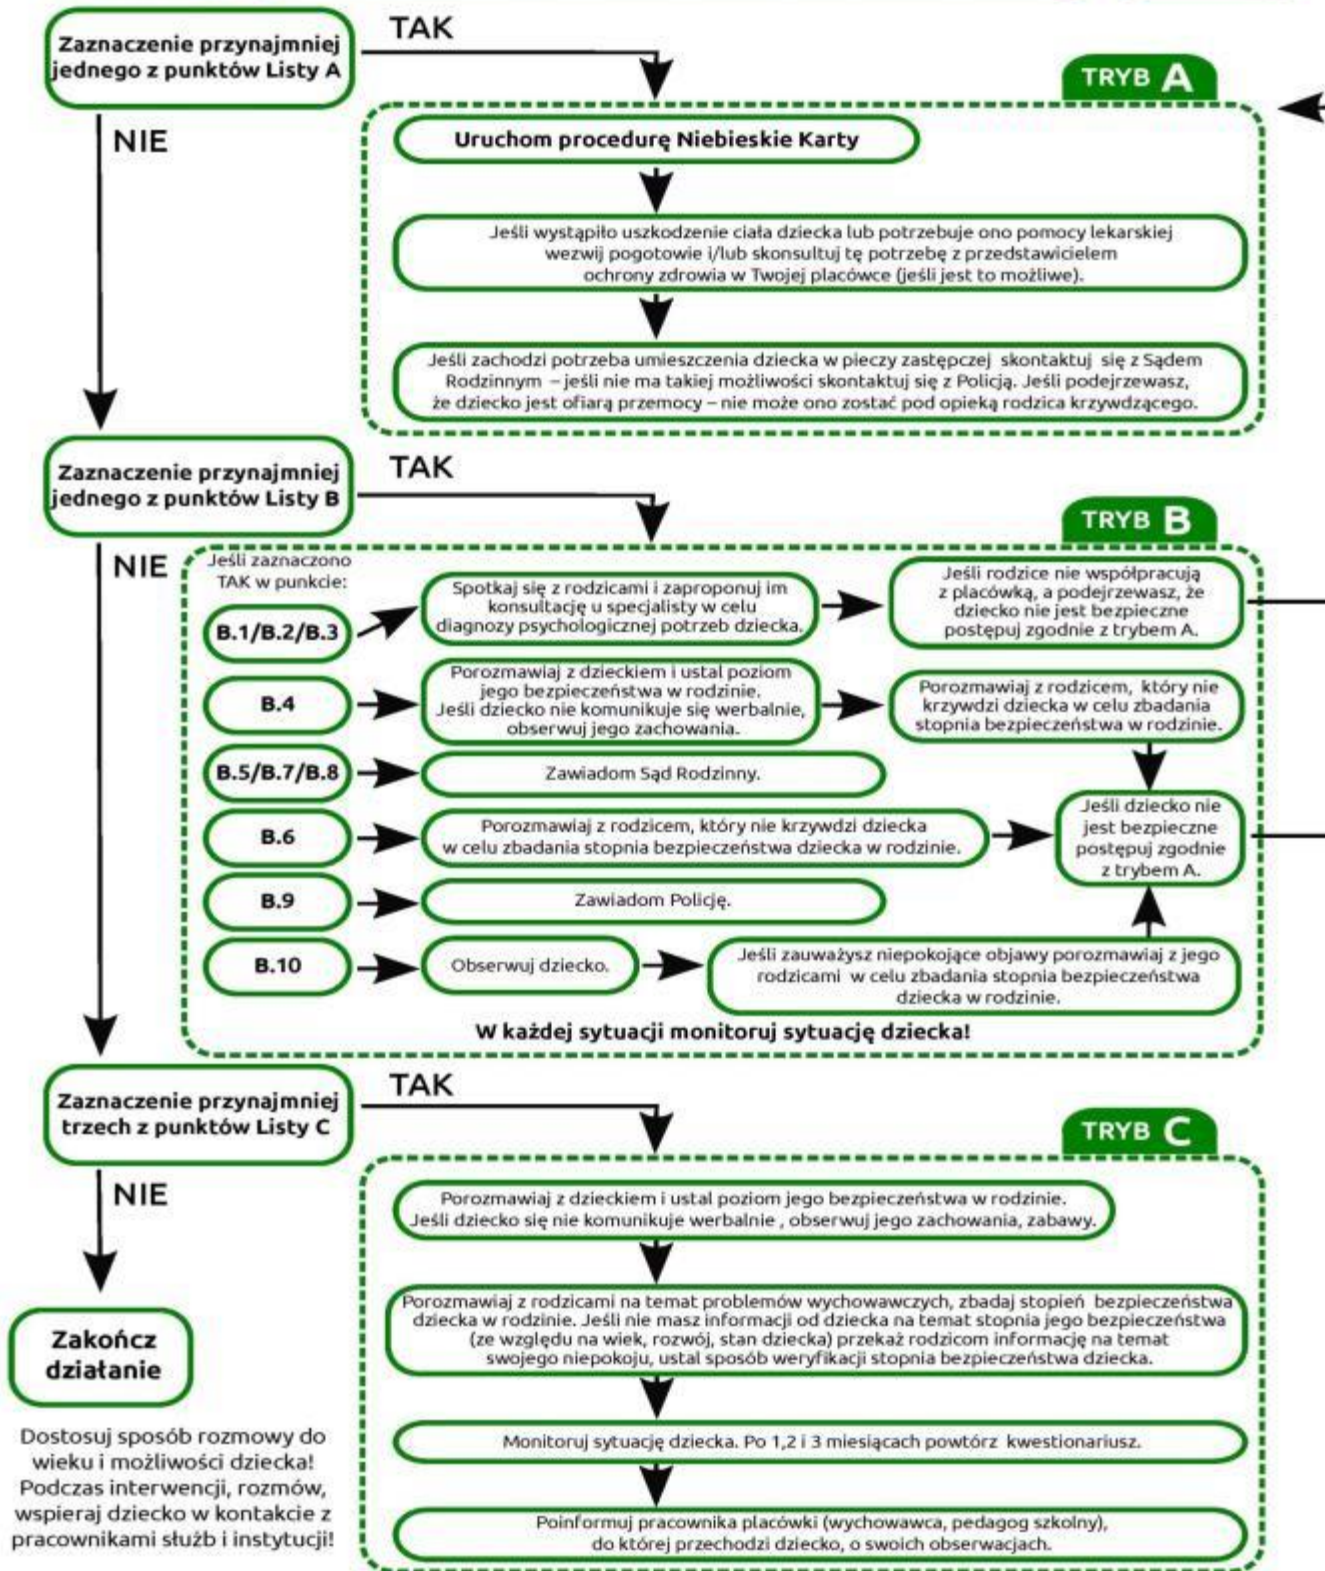 Zaznaczenie przynajmniej
jednego z punktów Listy A
TAK
NIE
TRYB A
Uruchom procedurę Niebieskie Karty
Jeśli wystąpiło uszkodzenie ciała dziecka lub potrzebuje ono pomocy lekarskiej
wezwij pogotowie i/lub skonsultuj tę potrzebę z przedstawicielem
ochrony zdrowia w Twojej placówce (jeśli jest to możliwe).
Jeśli zachodzi potrzeba umieszczenia dziecka w pieczy zastępczej skontaktuj się z Sądem
Rodzinnym – jeśli nie ma takiej możliwości skontaktuj się z Policją. Jeśli podejrzewasz,
że dziecko jest ofiarą przemocy – nie może ono zostać pod opieką rodzica krzywdzącego.
Zaznaczenie przynajmniej
jednego z punktów Listy B
TAK
NIE
TRYB B
Jeśli zaznaczono
TAK w punkcie:
B.1/B.2/B.3
Spotkaj się z rodzicami i zaproponuj im
konsultację u specjalisty w celu
diagnozy psychologicznej potrzeb dziecka.
Jeśli rodzice nie współpracują
z placówką, a podejrzewasz, że
dziecko nie jest bezpieczne
postępuj zgodnie z trybem A.
B.4
Porozmawiaj z dzieckiem i ustal poziom
jego bezpieczeństwa w rodzinie.
Jeśli dziecko nie komunikuje się werbalnie,
obserwuj jego zachowania.
Porozmawiaj z rodzicem, który nie
krzywdzi dziecka w celu zbadania
stopnia bezpieczeństwa w rodzinie.
B.5/B.7/B.8
Zawiadom Sąd Rodzinny.
B.6
Porozmawiaj z rodzicem, który nie krzywdzi dziecka
w celu zbadania stopnia bezpieczeństwa dziecka w rodzinie.
Jeśli dziecko nie
jest bezpieczne
postępuj zgodnie
z trybem A.
B.9
Zawiadom Policję.
B.10
Obserwuj dziecko.
Jeśli zauważysz niepokojące objawy porozmawiaj z jego
rodzicami w celu zbadania stopnia bezpieczeństwa
dziecka w rodzinie.
W każdej sytuacji monitoruj sytuację dziecka!
Zaznaczenie przynajmniej
trzech z punktów Listy C
TAK
NIE
TRYB C
Porozmawiaj z dzieckiem i ustal poziom jego bezpieczeństwa w rodzinie.
Jeśli dziecko się nie komunikuje werbalnie , obserwuj jego zachowania, zabawy.
Porozmawiaj z rodzicami na temat problemów wychowawczych, zbadaj stopień bezpieczeństwa
dziecka w rodzinie. Jeśli nie masz informacji od dziecka na temat stopnia jego bezpieczeństwa
(ze względu na wiek, rozwój, stan dziecka) przekaż rodzicom informację na temat
swojego niepokoju, ustal sposób weryfikacji stopnia bezpieczeństwa dziecka.
Monitoruj sytuację dziecka. Po 1,2 i 3 miesiącach powtórz kwestionariusz.
Poinformuj pracownika placówki (wychowawca, pedagog szkolny),
do której przechodzi dziecko, o swoich obserwacjach.
Zakończ
działanie
Dostosuj sposób rozmowy do
wieku i możliwości dziecka!
Podczas interwencji, rozmów,
wspieraj dziecko w kontakcie z
pracownikami służb i instytucji!